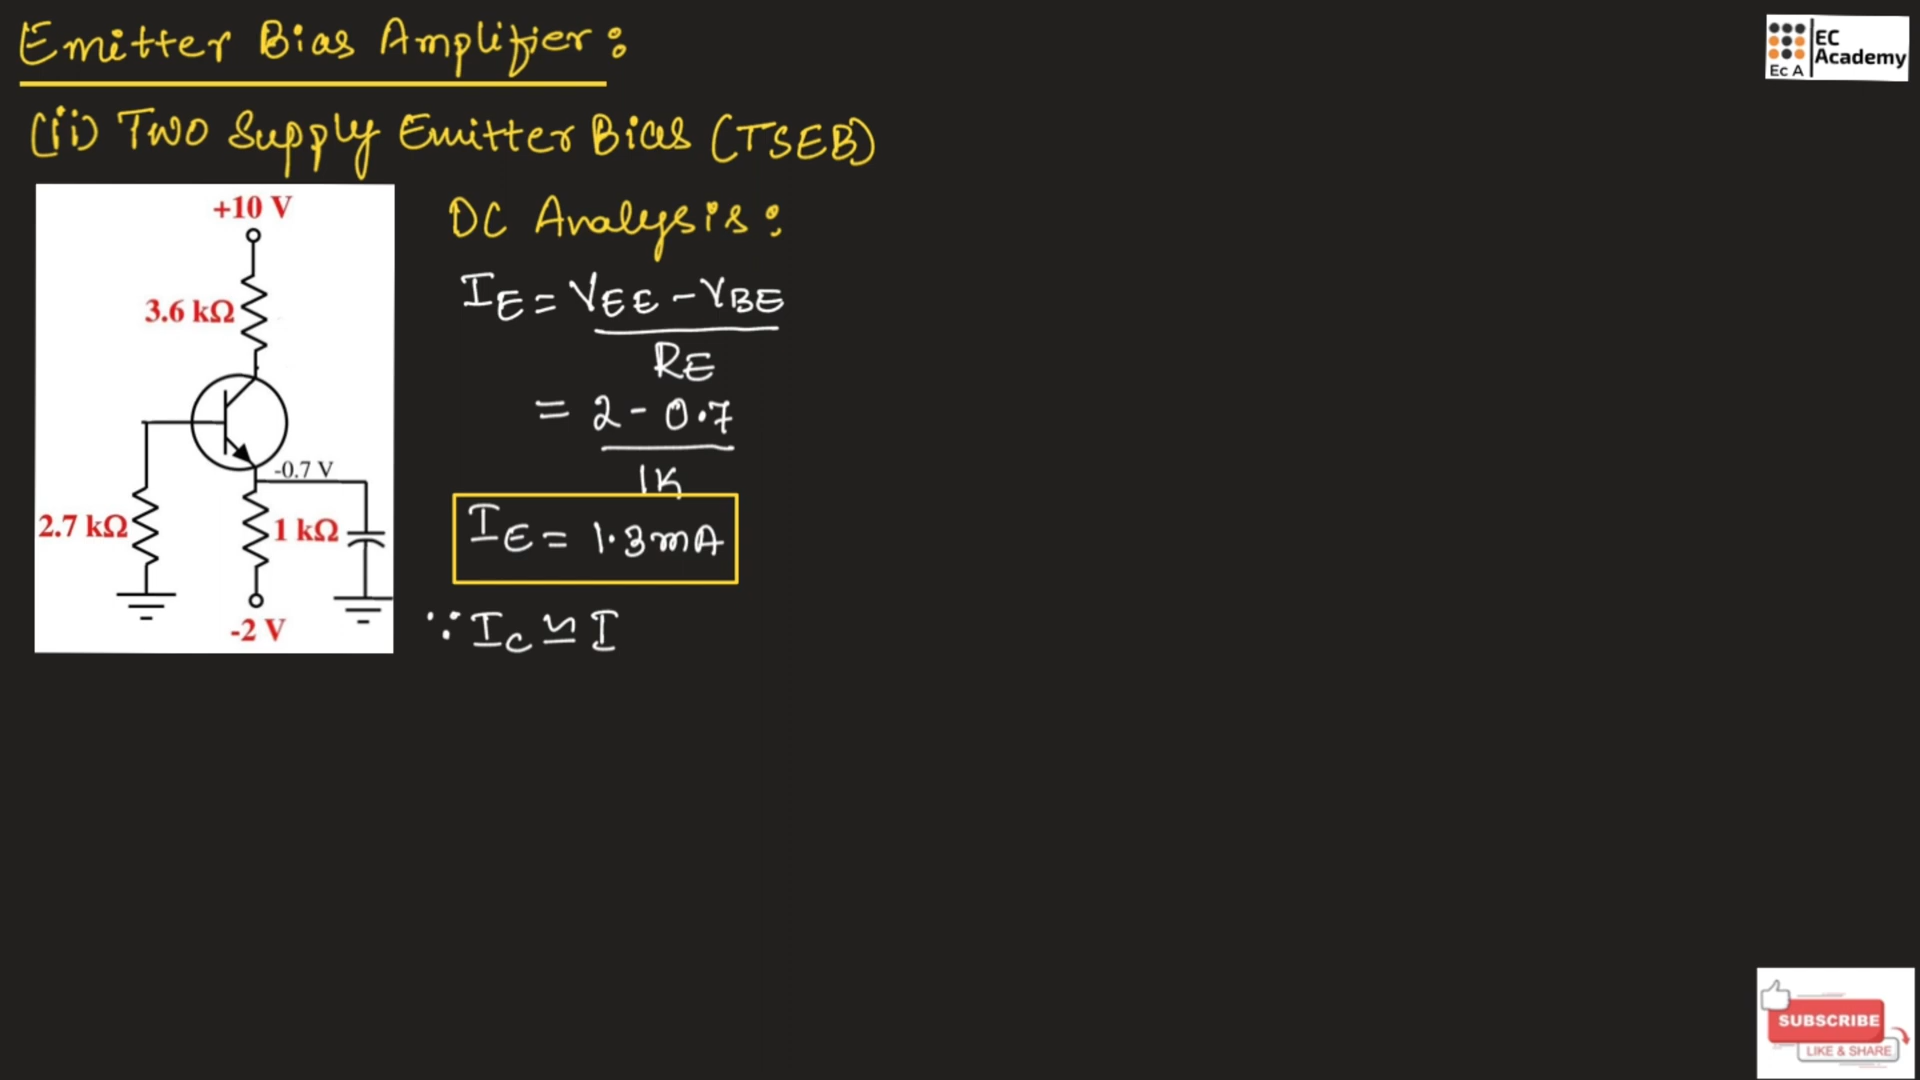 Emitter Bias Amplifier:
EC
Academy
Ec A
(ii) Two Supply Emitter Bias (TSEB)
+10 V
3.6 kΩ
-0.7 V
2.7 kΩ
1 kΩ
-2 V
DC Analysis:
IE = VEE - VBE
RE
= 2 - 0.7
1K
IE = 1.3mA
∵ IC ≃ I
SUBSCRIBE
LIKE & SHARE